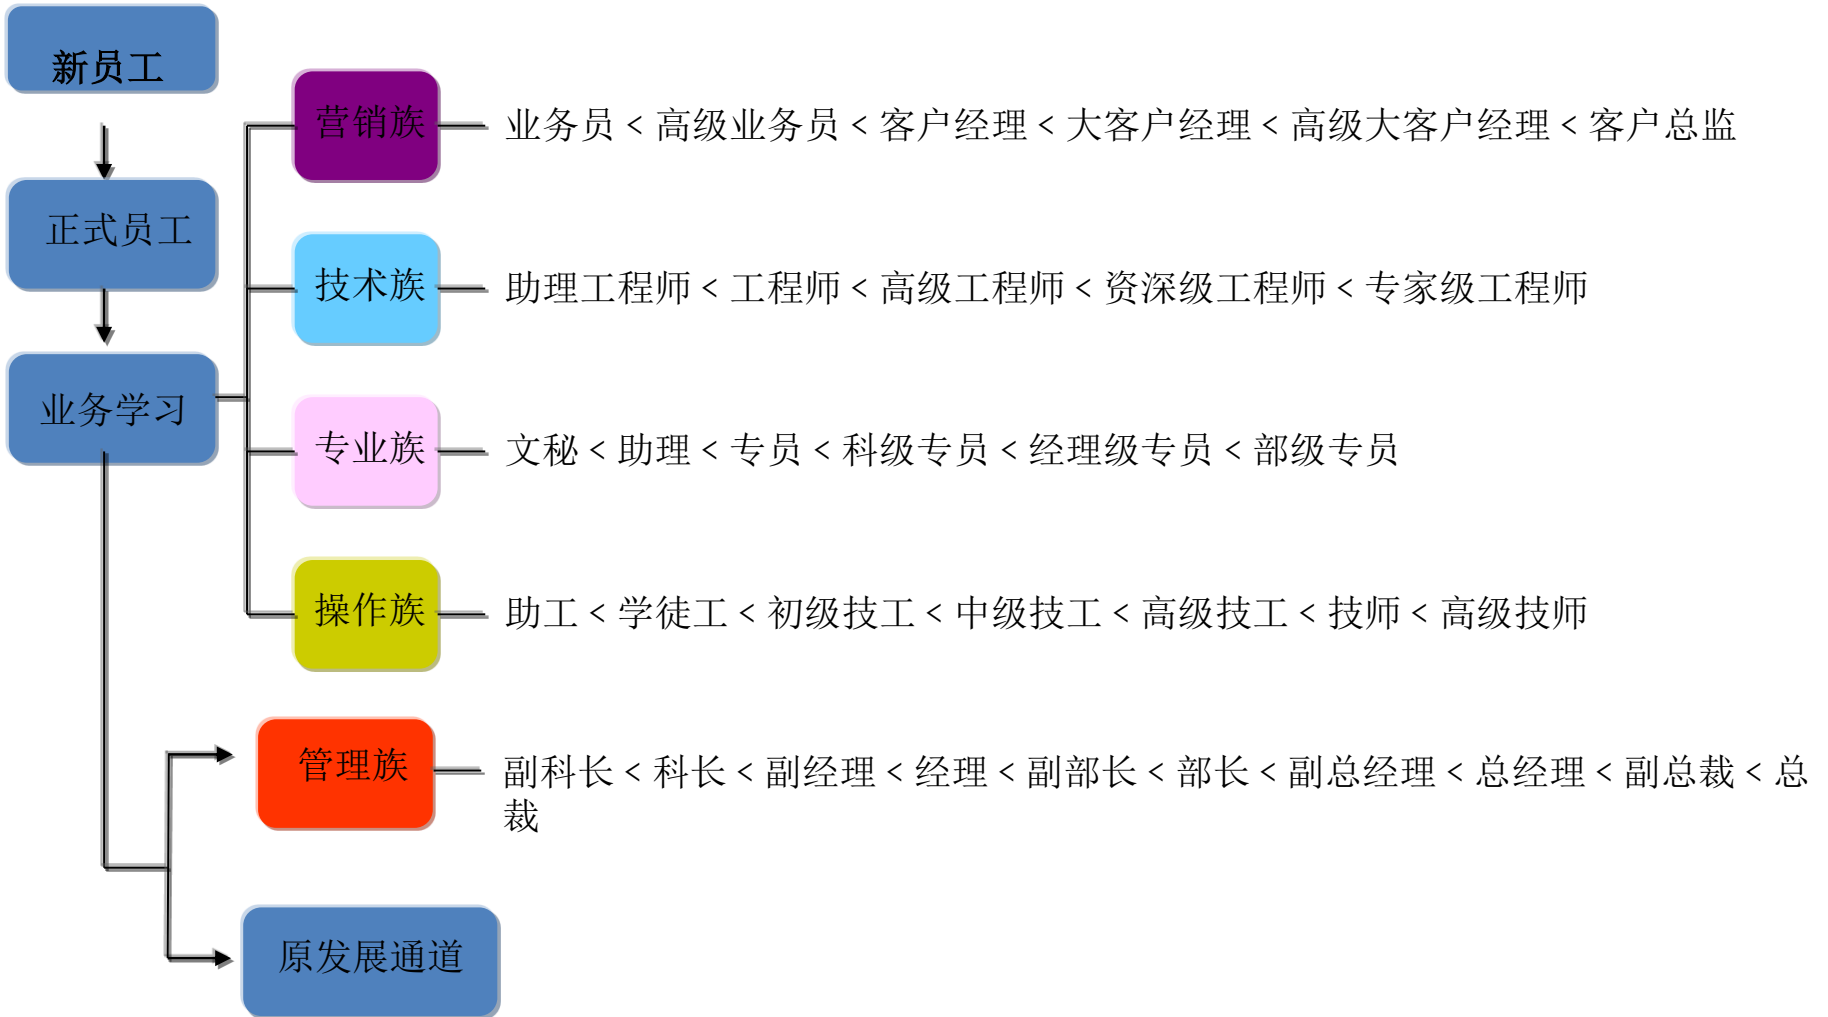 新员工
营销族
业务员 < 高级业务员 < 客户经理 < 大客户经理 < 高级大客户经理 < 客户总监
正式员工
技术族
助理工程师 < 工程师 < 高级工程师 < 资深级工程师 < 专家级工程师
业务学习
专业族
文秘 < 助理 < 专员 < 科级专员 < 经理级专员 < 部级专员
操作族
助工 < 学徒工 < 初级技工 < 中级技工 < 高级技工 < 技师 < 高级技师
管理族
副科长 < 科长 < 副经理 < 经理 < 副部长 < 部长 < 副总经理 < 总经理 < 副总裁 < 总
裁
原发展通道